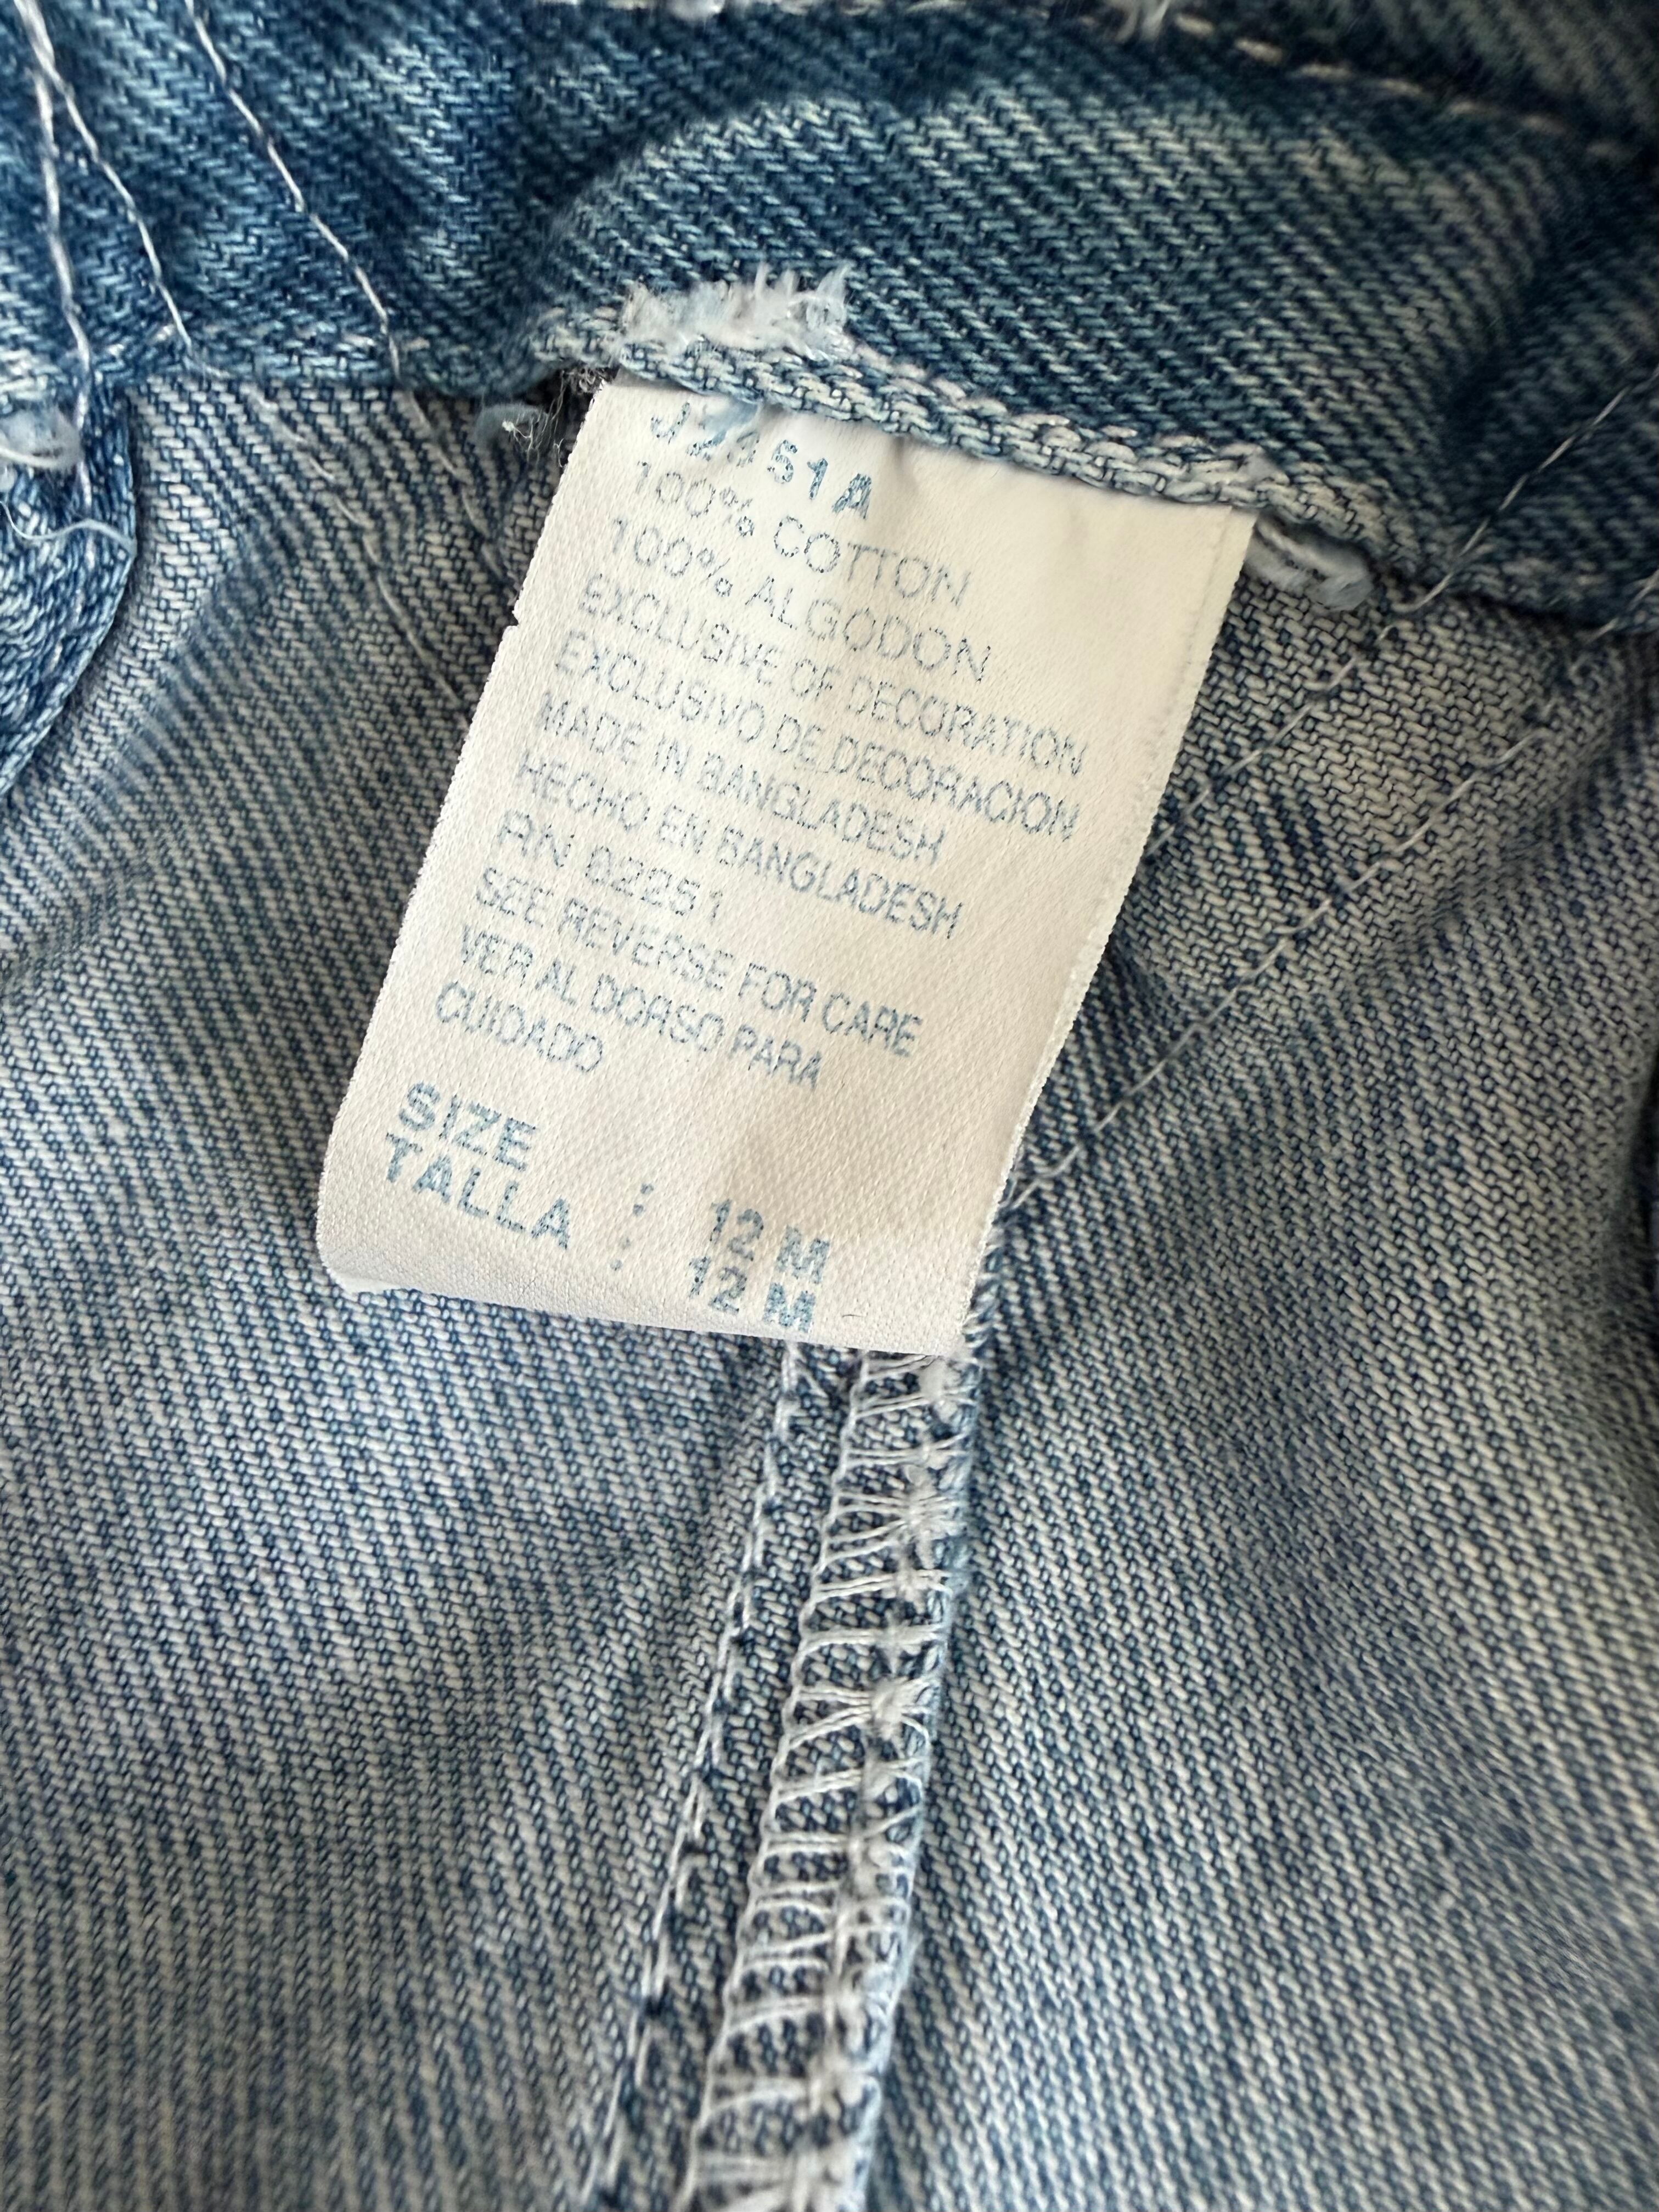 100% COTTON
100% ALGODON
EXCLUSIVE OF DECORATION
EXCLUSIVO DE DECORACION
MADE IN BANGLADESH
HECHO EN BANGLADESH
RN
SEE REVERSE FOR CARE
VER AL DORSO PARA
CUIDADO
SIZE : 12 M
TALLA : 12 M